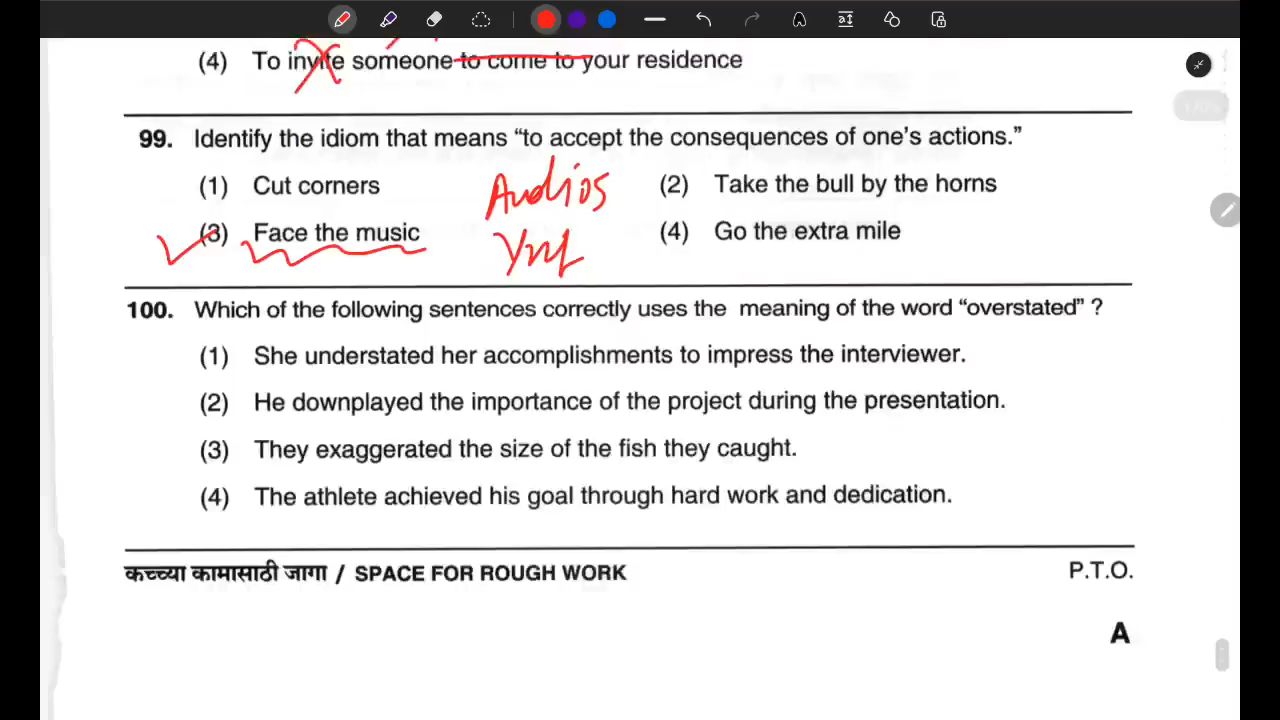 (4) To invite someone to come to your residence
99. Identify the idiom that means “to accept the consequences of one’s actions.”
(1) Cut corners
(2) Take the bull by the horns
(3) Face the music
(4) Go the extra mile
Audios
100. Which of the following sentences correctly uses the meaning of the word “overstated” ?
(1) She understated her accomplishments to impress the interviewer.
(2) He downplayed the importance of the project during the presentation.
(3) They exaggerated the size of the fish they caught.
(4) The athlete achieved his goal through hard work and dedication.
कच्च्या कामासाठी जागा / SPACE FOR ROUGH WORK
P.T.O.
A